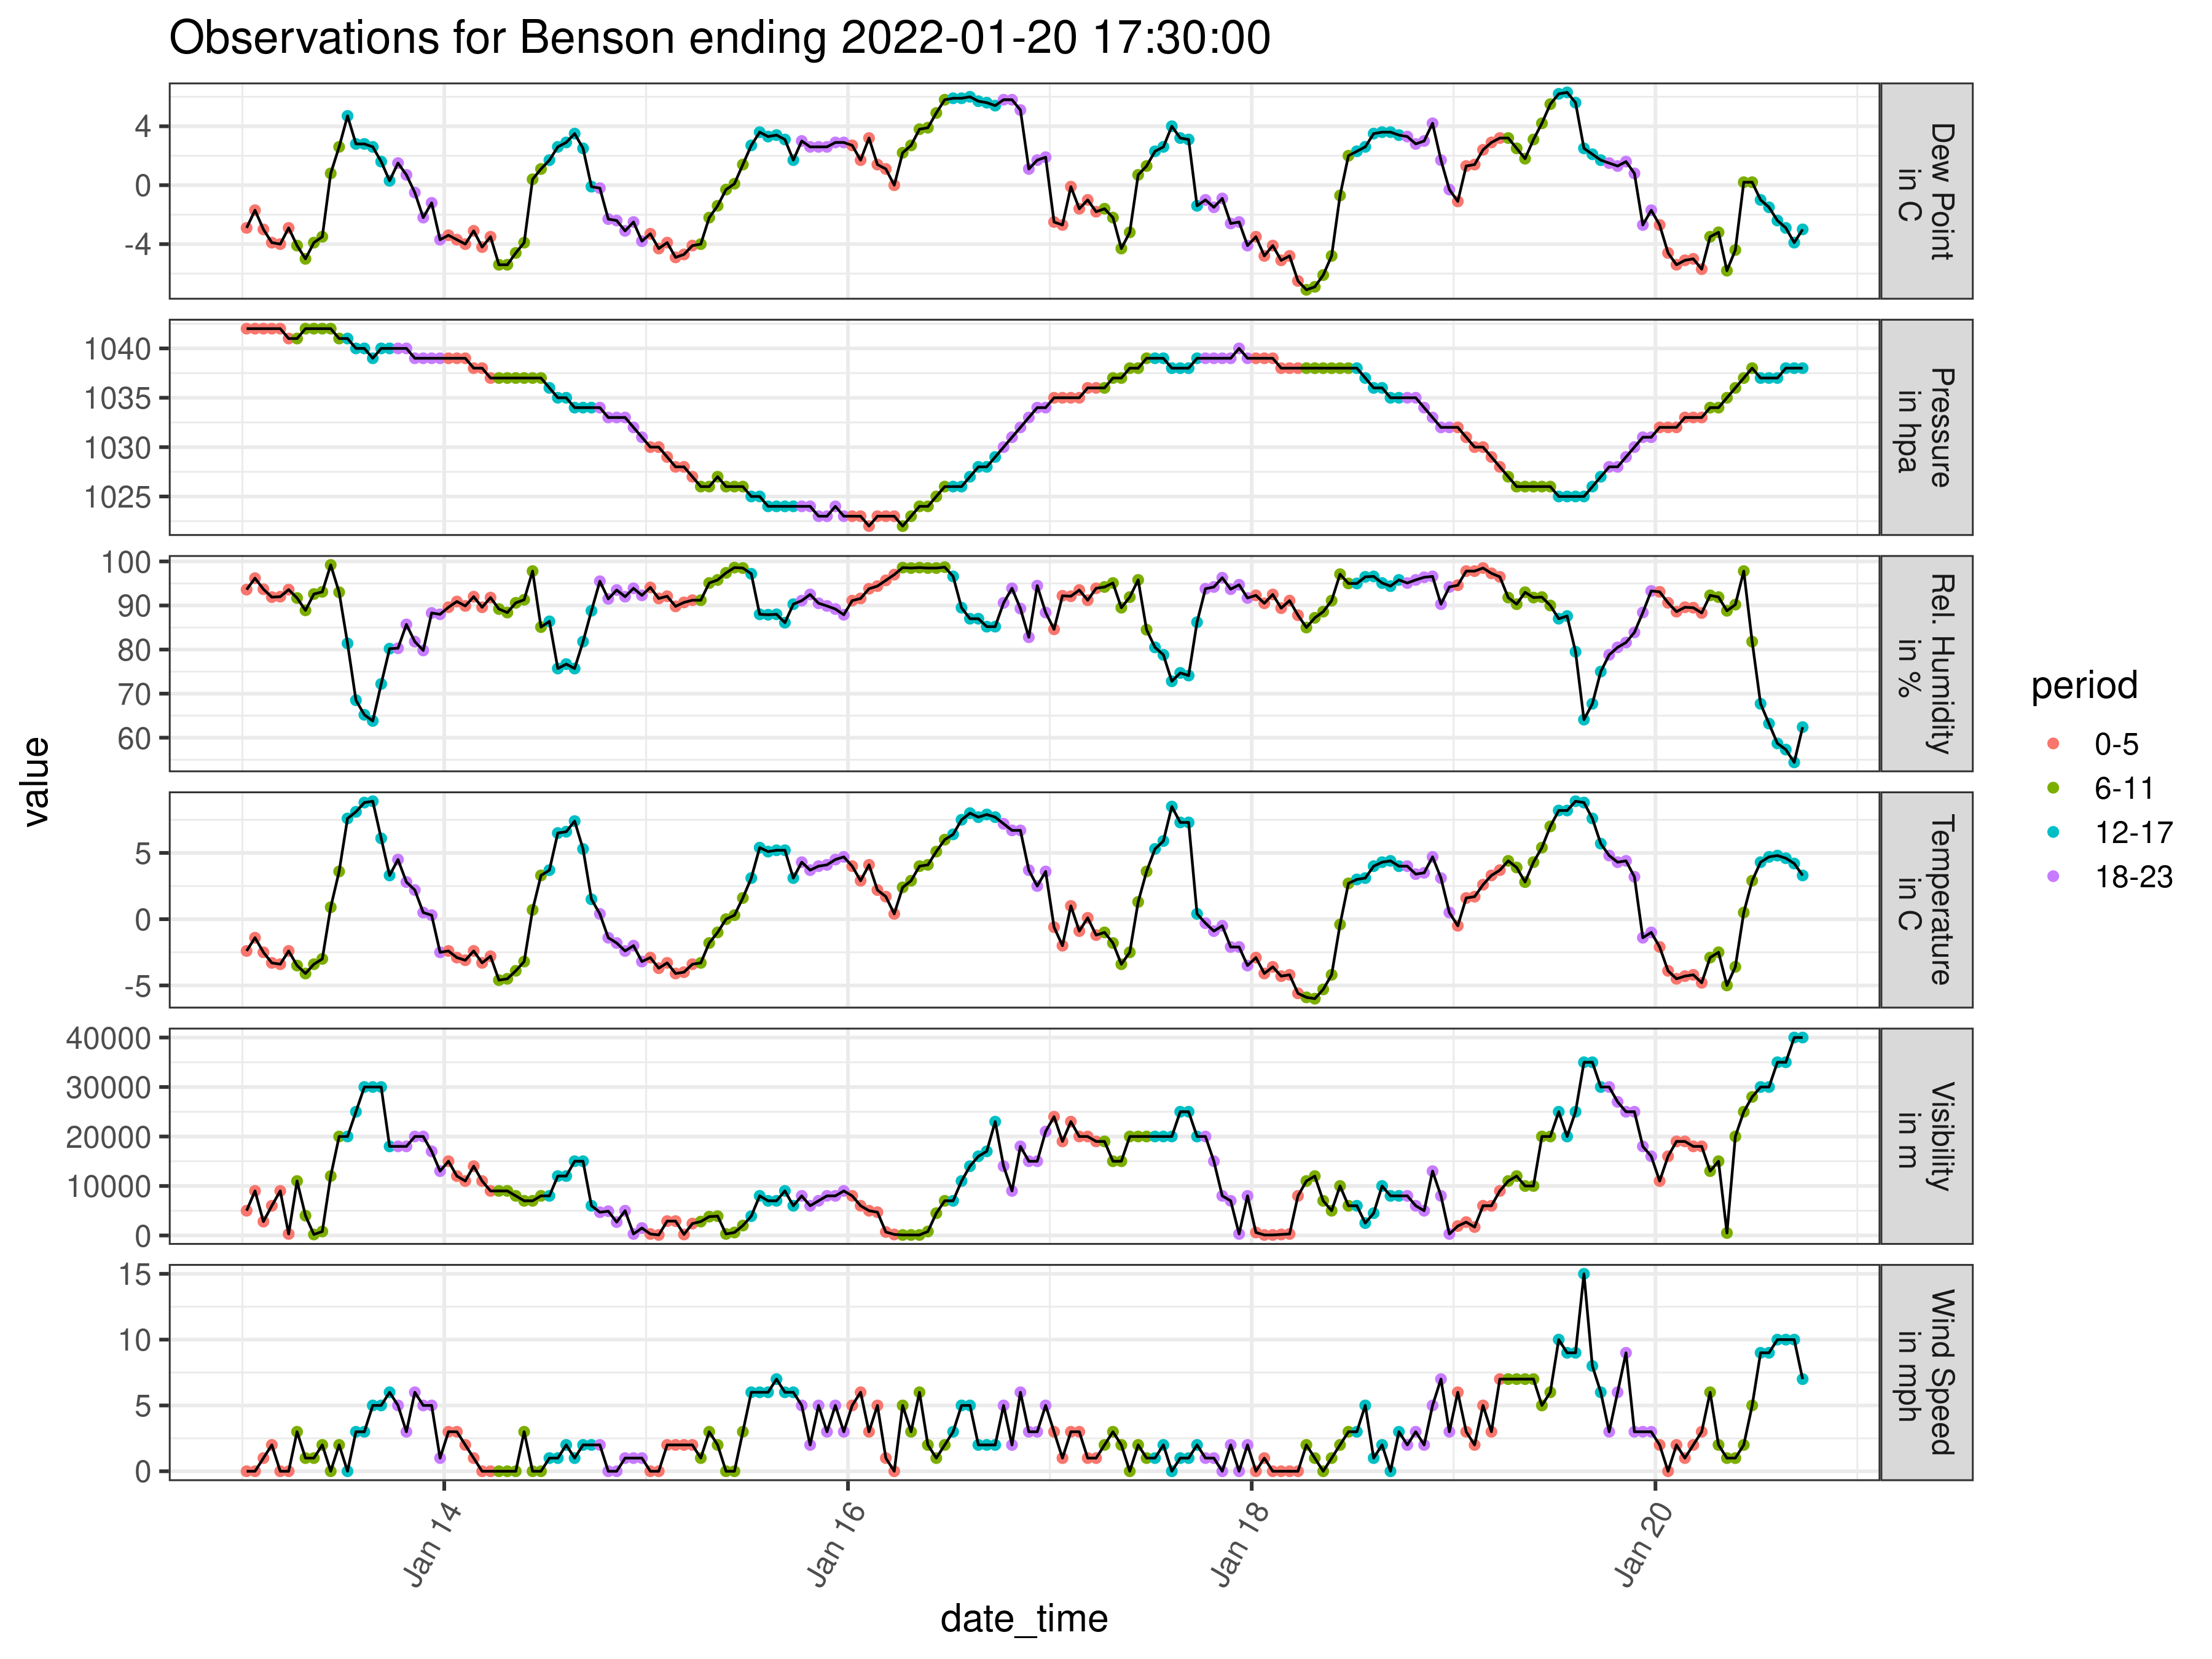 Observations for Benson ending 2022-01-20 17:30:00
value
4
0
-4
Dew Point
in C
1040
1035
1030
1025
Pressure
in hpa
100
90
80
70
60
Rel. Humidity
in %
5
0
-5
Temperature
in C
40000
30000
20000
10000
0
Visibility
in m
15
10
5
0
Wind Speed
in mph
Jan 14
Jan 16
Jan 18
Jan 20
date_time
period
0-5
6-11
12-17
18-23